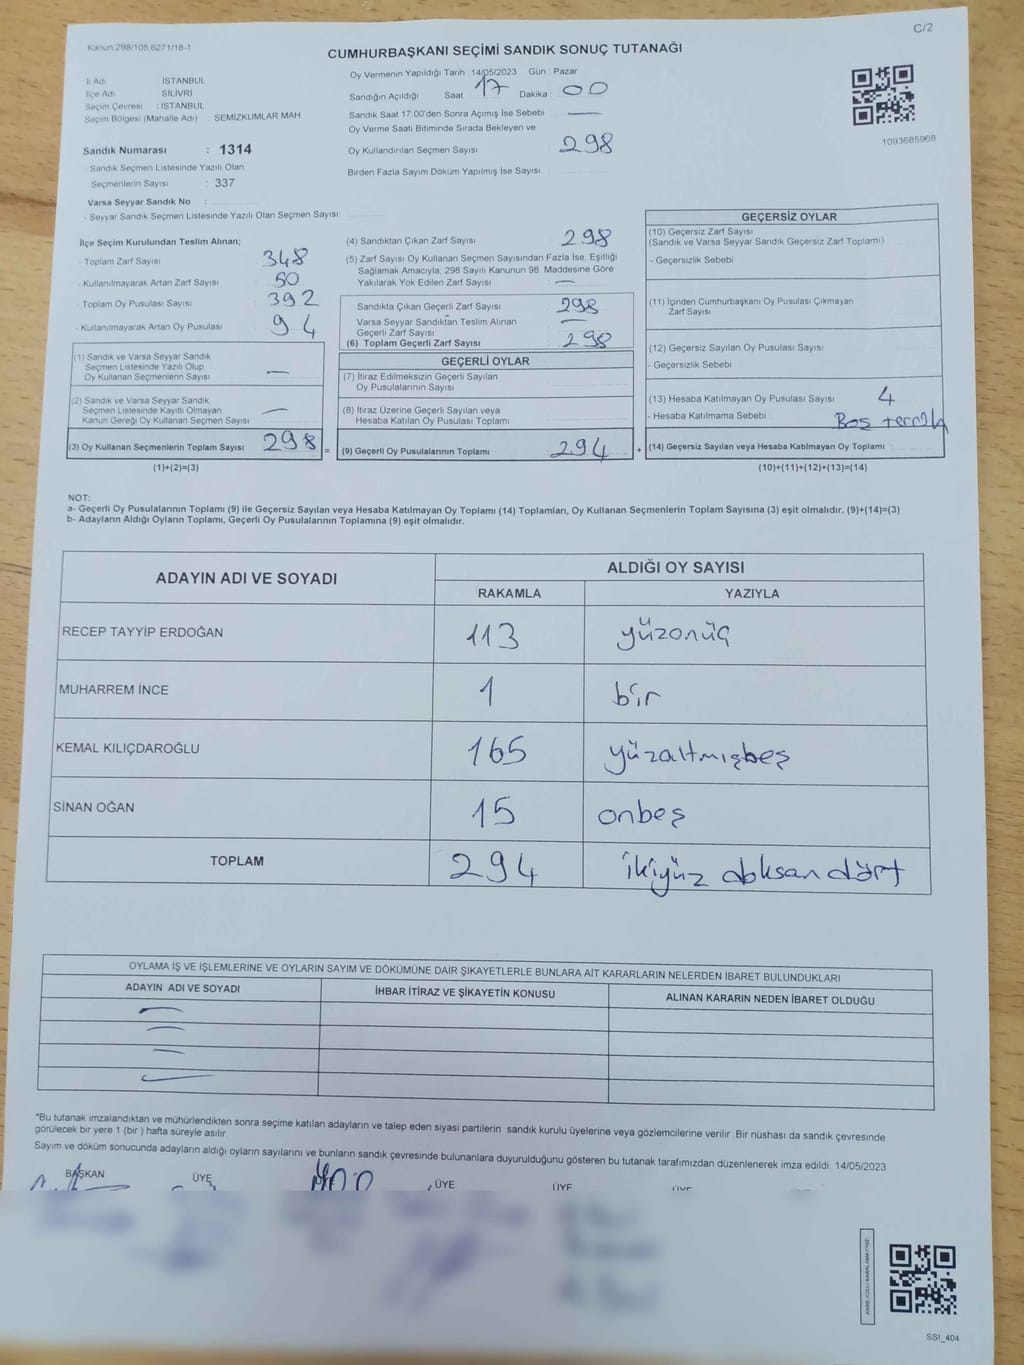 C/2
Kanun:298/105,6271/18-1
CUMHURBAŞKANI SEÇİMİ SANDIK SONUÇ TUTANAĞI
İl Adı : İSTANBUL
İlçe Adı : SİLİVRİ
Seçim Çevresi : İSTANBUL
Seçim Bölgesi (Mahalle Adı) : SEMİZKUMLAR MAH.
Sandık Numarası : 1314
- Sandık Seçmen Listesinde Yazılı Olan
Seçmenlerin Sayısı : 337
Varsa Seyyar Sandık No :
- Seyyar Sandık Seçmen Listesinde Yazılı Olan Seçmen Sayısı:
Oy Vermenin Yapıldığı Tarih : 14/05/2023 Gün : Pazar
Sandığın Açıldığı Saat : 17 Dakika : 00
Sandık Saat 17.00'den Sonra Açımış İse Sebebi : —
Oy Verme Saati Bitiminde Sırada Bekleyen ve
Oy Kullandırılan Seçmen Sayısı : 298
Birden Fazla Sayım Döküm Yapılmış İse Sayısı :
1093685968
İlçe Seçim Kurulundan Teslim Alınan;
- Toplam Zarf Sayısı : 348
- Kullanılmayarak Artan Zarf Sayısı : 50
- Toplam Oy Pusulası Sayısı : 392
- Kullanılmayarak Artan Oy Pusulası : 94
(1) Sandık ve Varsa Seyyar Sandık
Seçmen Listesinde Yazılı Olup
Oy Kullanan Seçmenlerin Sayısı : —
(2) Sandık ve Varsa Seyyar Sandık
Seçmen Listesinde Kayıtlı Olmayan
Kanun Gereği Oy Kullanan Seçmen Sayısı : —
(3) Oy Kullanan Seçmenlerin Toplam Sayısı : 298 =
(1)+(2)=(3)
(4) Sandıktan Çıkan Zarf Sayısı : 298
(5) Zarf Sayısı Oy Kullanan Seçmen Sayısından Fazla İse, Eşitliği
Sağlamak Amacıyla; 298 Sayılı Kanunun 98. Maddesine Göre
Yakılarak Yok Edilen Zarf Sayısı : —
Sandıkta Çıkan Geçerli Zarf Sayısı : 298
Varsa Seyyar Sandıktan Teslim Alınan
Geçerli Zarf Sayısı : —
(6) Toplam Geçerli Zarf Sayısı : 298
GEÇERLİ OYLAR
(7) İtiraz Edilmeksizin Geçerli Sayılan
Oy Pusulalarının Sayısı :
(8) İtiraz Üzerine Geçerli Sayılan veya
Hesaba Katılan Oy Pusulası Toplamı :
(9) Geçerli Oy Pusulalarının Toplamı : 294 +
GEÇERSİZ OYLAR
(10) Geçersiz Zarf Sayısı
(Sandık ve Varsa Seyyar Sandık Geçersiz Zarf Toplamı) :
- Geçersizlik Sebebi
(11) İçinden Cumhurbaşkanı Oy Pusulası Çıkmayan
Zarf Sayısı :
(12) Geçersiz Sayılan Oy Pusulası Sayısı :
- Geçersizlik Sebebi
(13) Hesaba Katılmayan Oy Pusulası Sayısı : 4
- Hesaba Katılmama Sebebi : Boş
(14) Geçersiz Sayılan veya Hesaba Katılmayan Oy Toplamı :
(10)+(11)+(12)+(13)=(14)
NOT:
a- Geçerli Oy Pusulalarının Toplamı (9) ile Geçersiz Sayılan veya Hesaba Katılmayan Oy Toplamı (14) Toplamları, Oy Kullanan Seçmenlerin Toplam Sayısına (3) eşit olmalıdır. (9)+(14)=(3)
b- Adayların Aldığı Oyların Toplamı, Geçerli Oy Pusulalarının Toplamına (9) eşit olmalıdır.
ADAYIN ADI VE SOYADI ALDIĞI OY SAYISI
RAKAMLA YAZIYLA
RECEP TAYYİP ERDOĞAN 113 yüzonüç
MUHARREM İNCE 1 bir
KEMAL KILIÇDAROĞLU 165 yüzaltmışbeş
SİNAN OĞAN 15 onbeş
TOPLAM 294 ikiyüz doksan dört
OYLAMA İŞ VE İŞLEMLERİNE VE OYLARIN SAYIM VE DÖKÜMÜNE DAİR ŞİKAYETLERLE BUNLARA AİT KARARLARIN NELERDEN İBARET BULUNDUKLARI
ADAYIN ADI VE SOYADI İHBAR İTİRAZ VE ŞİKAYETİN KONUSU ALINAN KARARIN NEDEN İBARET OLDUĞU
*Bu tutanak imzalandıktan ve mühürlendikten sonra seçime katılan adayların ve talep eden siyasi partilerin sandık kurulu üyelerine veya gözlemcilerine verilir. Bir nüshası da sandık çevresinde
görülecek bir yere 1 (bir) hafta süreyle asılır.
Sayım ve döküm sonucunda adayların aldığı oyların sayılarını ve bunların sandık çevresinde bulunanlara duyurulduğunu gösteren bu tutanak tarafımızdan düzenlenerek imza edildi. 14/05/2023
BAŞKAN ÜYE ÜYE ÜYE
SSI_404